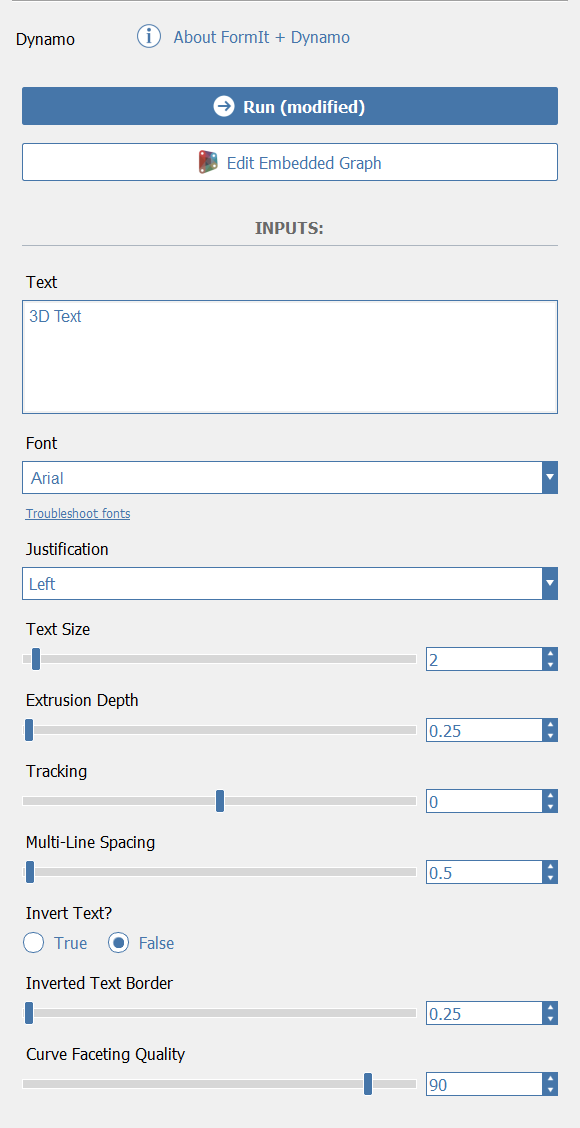 Dynamo
About FormIt + Dynamo
Run (modified)
Edit Embedded Graph
INPUTS:
Text
3D Text
Font
Arial
Troubleshoot fonts
Justification
Left
Text Size
2
Extrusion Depth
0.25
Tracking
0
Multi-Line Spacing
0.5
Invert Text?
True False
Inverted Text Border
0.25
Curve Faceting Quality
90